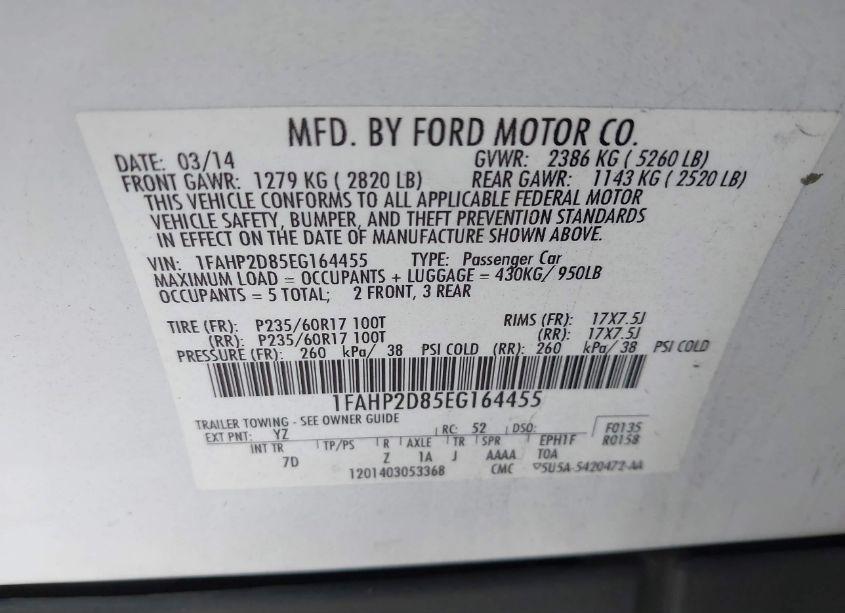 MFD. BY FORD MOTOR CO.
DATE: 03/14 GVWR: 2386 KG ( 5260 LB)
FRONT GAWR: 1279 KG ( 2820 LB) REAR GAWR: 1143 KG ( 2520 LB)
THIS VEHICLE CONFORMS TO ALL APPLICABLE FEDERAL MOTOR
VEHICLE SAFETY, BUMPER, AND THEFT PREVENTION STANDARDS
IN EFFECT ON THE DATE OF MANUFACTURE SHOWN ABOVE.
VIN: 1FAHP2D85EG164455 TYPE: Passenger Car
MAXIMUM LOAD = OCCUPANTS + LUGGAGE = 430KG/ 950LB
OCCUPANTS = 5 TOTAL; 2 FRONT, 3 REAR
TIRE (FR): P235/60R17 100T RIMS (FR): 17X7.5J
(RR): P235/60R17 100T (RR): 17X7.5J
PRESSURE (FR): 260 kPa/ 38 PSI COLD (RR): 260 kPa/ 38 PSI COLD
1FAHP2D85EG164455
TRAILER TOWING - SEE OWNER GUIDE
EXT PNT: YZ RC: 52 DSO: F0135
R0158
INT TR TP/PS R AXLE TR SPR EPH1F
7D Z 1A J AAAA T0A
1201403053368 CMC 5U5A-5420472-AA